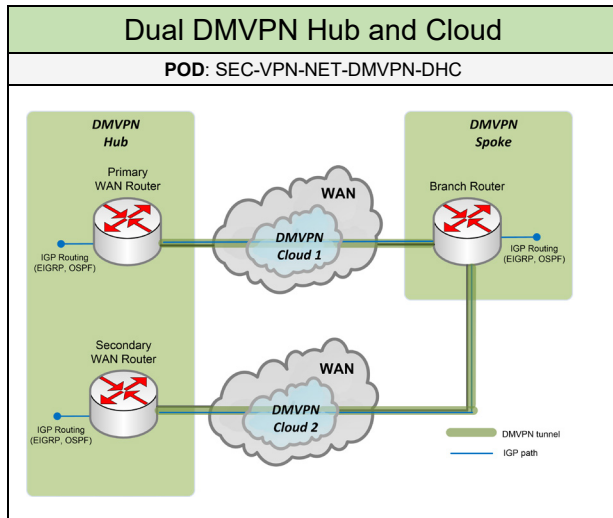 Dual DMVPN Hub and Cloud
POD: SEC-VPN-NET-DMVPN-DHC
DMVPN
Hub
DMVPN
Spoke
Primary
WAN Router
WAN
Branch Router
DMVPN
Cloud 1
IGP Routing
(EIGRP, OSPF)
IGP Routing
(EIGRP, OSPF)
Secondary
WAN Router
WAN
DMVPN
Cloud 2
IGP Routing
(EIGRP, OSPF)
DMVPN tunnel
IGP path